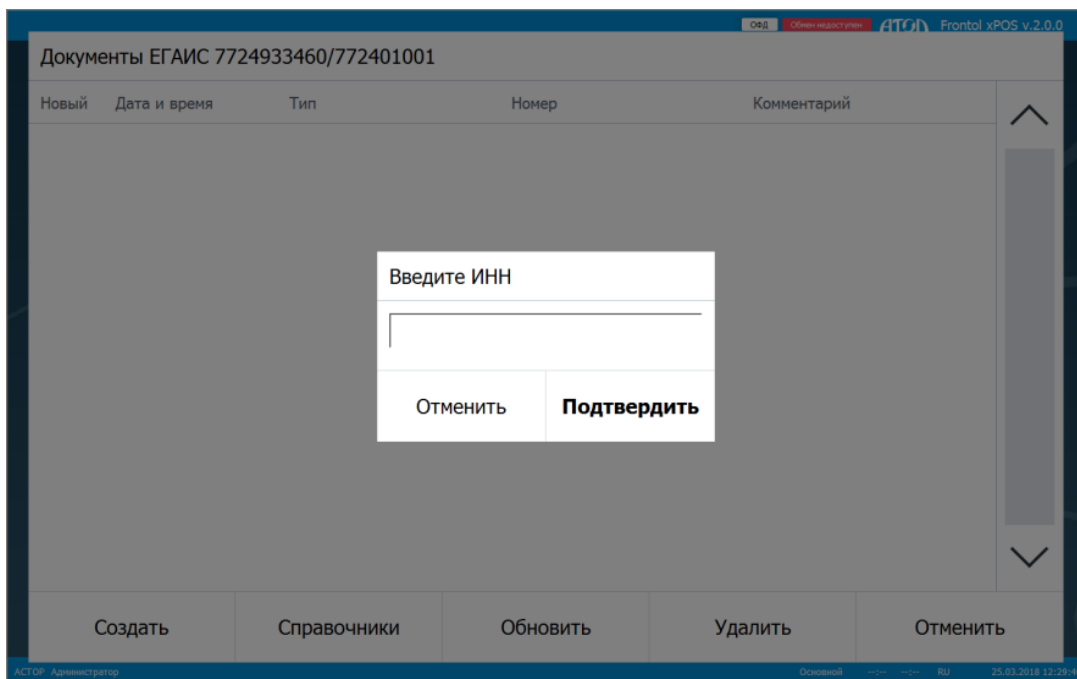 ОФД Обмен недоступен АТОЛ Frontol xPOS v.2.0.0
Документы ЕГАИС 7724933460/772401001
Новый Дата и время Тип Номер Комментарий
Введите ИНН
Отменить Подтвердить
Создать Справочники Обновить Удалить Отменить
АСТОР Администратор Основной --:-- --:-- RU 25.03.2018 12:29:4